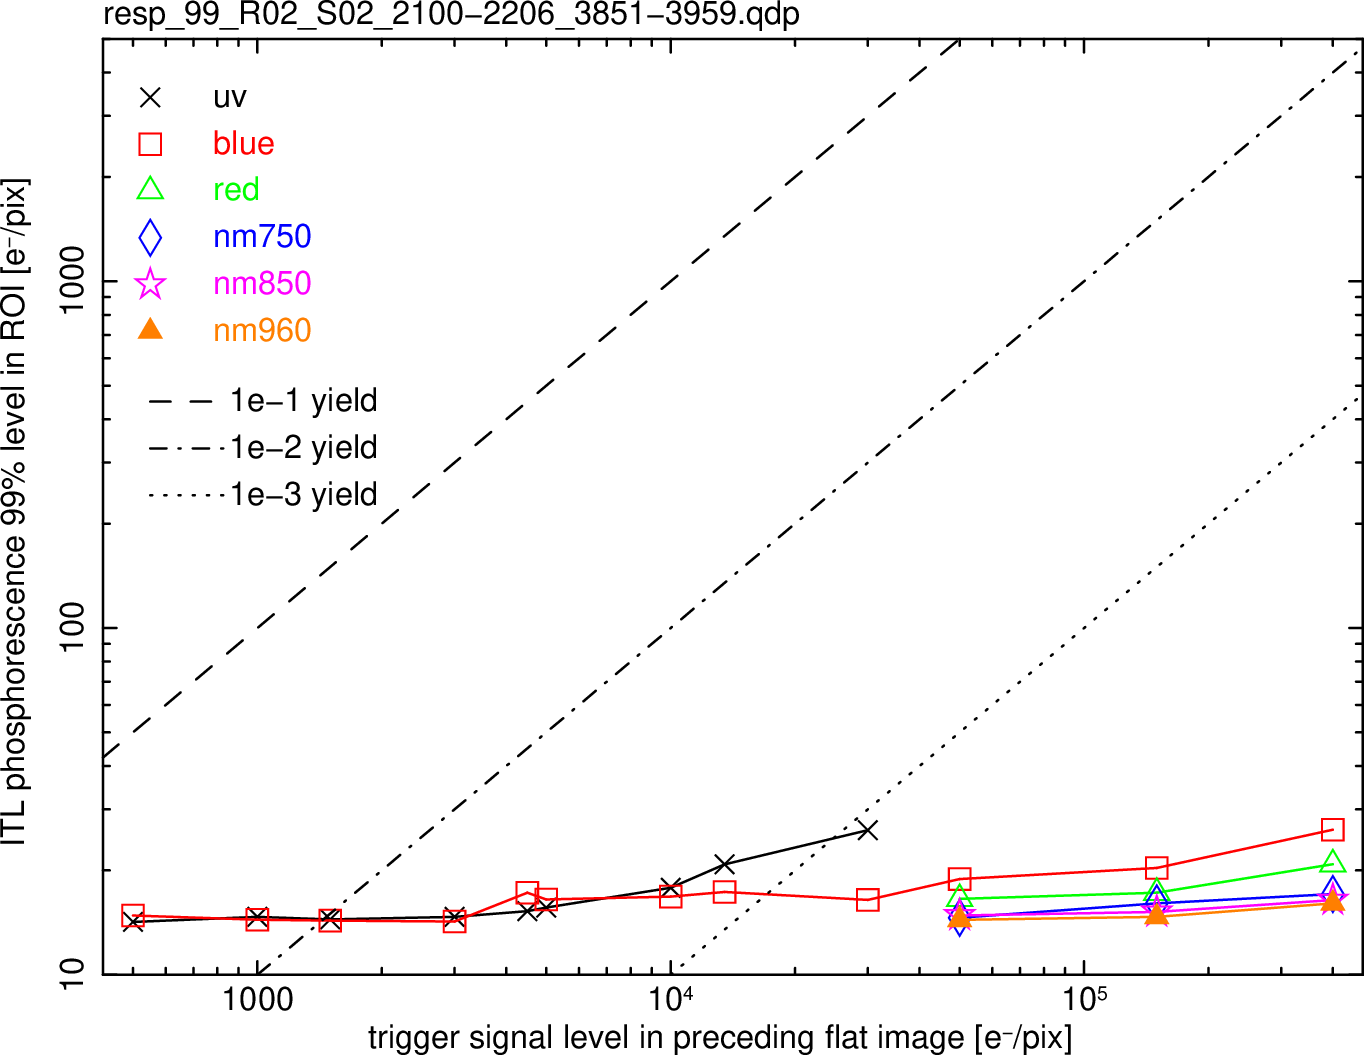 resp_99_R02_S02_2100−2206_3851−3959.qdp
uv
blue
red
nm750
nm850
nm960
1e−1 yield
1e−2 yield
1e−3 yield
ITL phosphorescence 99% level in ROI [e⁻/pix]
1000
100
10
1000
10⁴
10⁵
trigger signal level in preceding flat image [e⁻/pix]